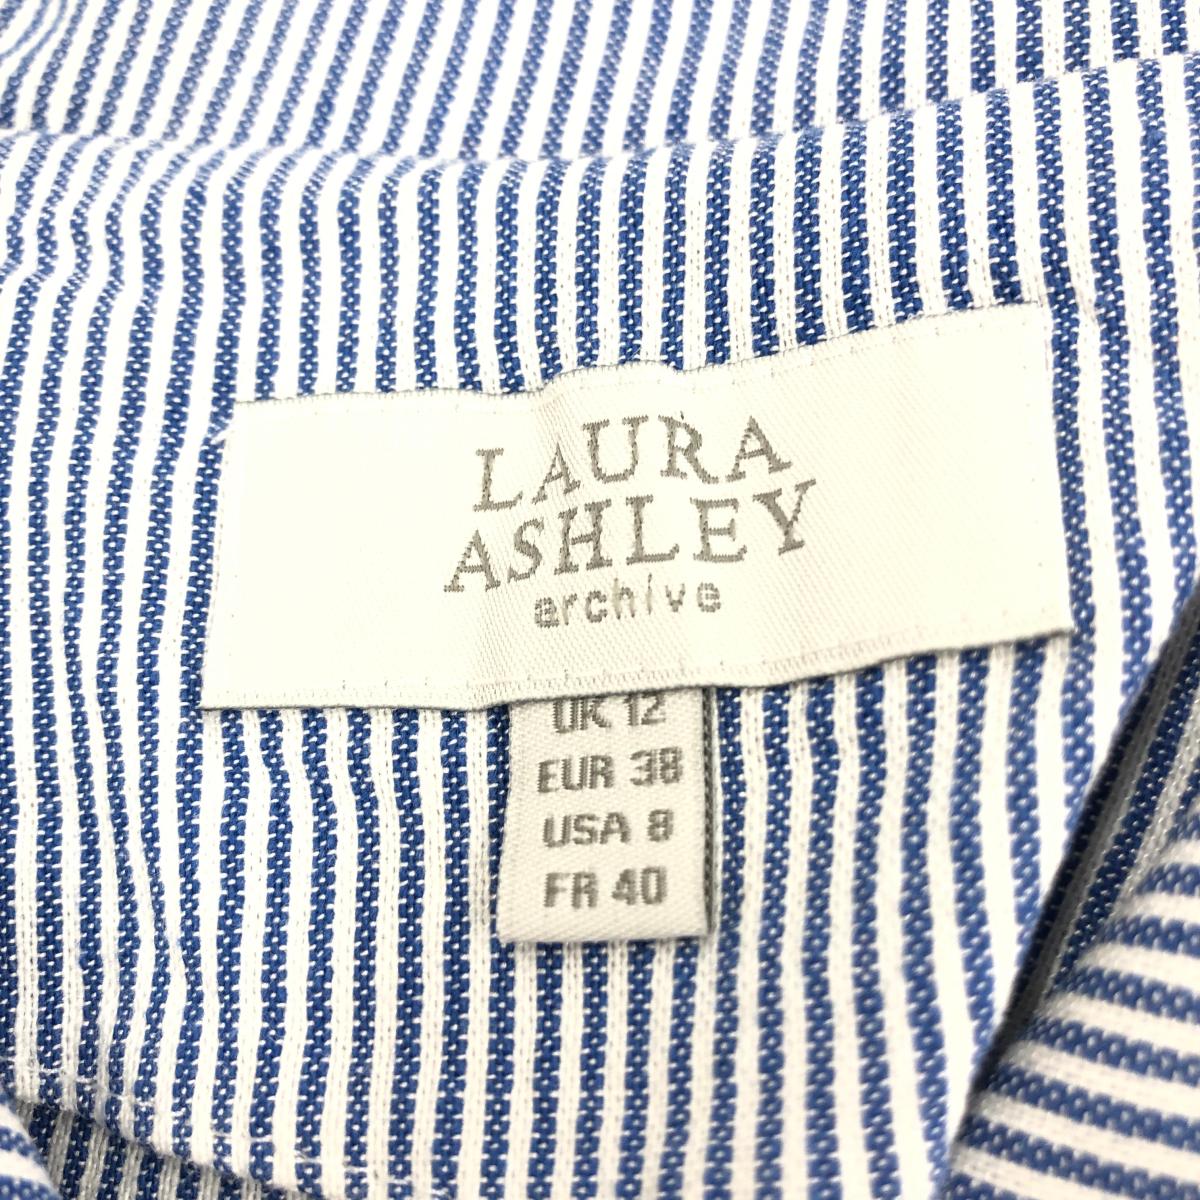 LAURA
ASHLEY
archive
UK 12
EUR 38
USA 8
FR 40